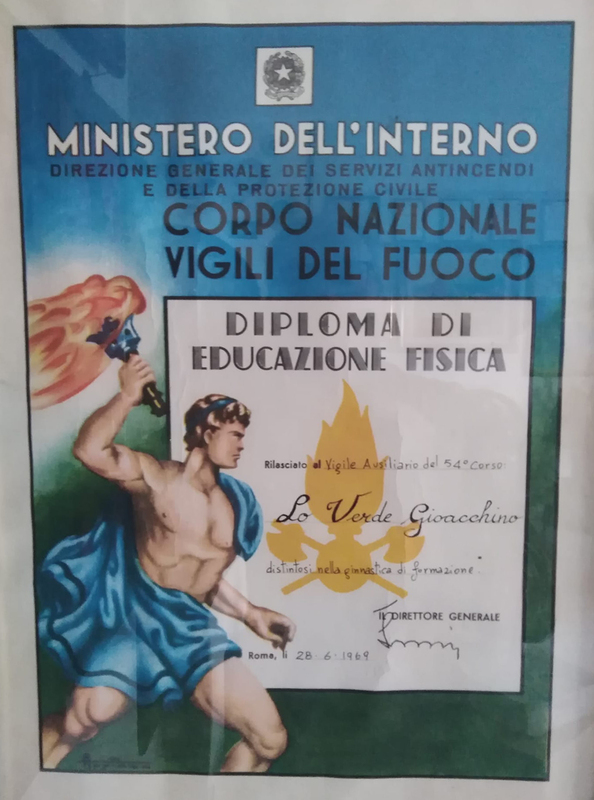 MINISTERO DELL'INTERNO
DIREZIONE GENERALE DEI SERVIZI ANTINCENDI
E DELLA PROTEZIONE CIVILE
CORPO NAZIONALE
VIGILI DEL FUOCO
DIPLOMA DI
EDUCAZIONE FISICA
Rilasciato al Vigile Ausiliario del 54° Corso:
Lo Verde Gioacchino
distintosi nella ginnastica di formazione."
IL DIRETTORE GENERALE
Roma, lì 28·6·1969